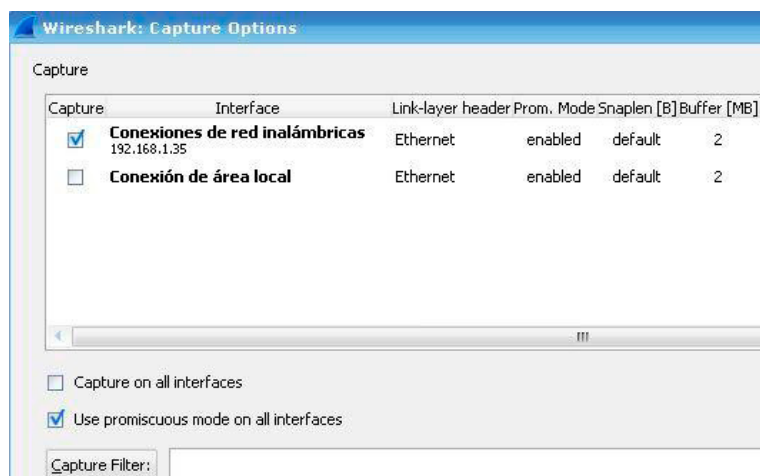 Wireshark: Capture Options
Capture
Capture Interface Link-layer header Prom. Mode Snaplen [B] Buffer [MB]
Conexiones de red inalámbricas Ethernet enabled default 2
192.168.1.35
Conexión de área local Ethernet enabled default 2
Capture on all interfaces
Use promiscuous mode on all interfaces
Capture Filter: